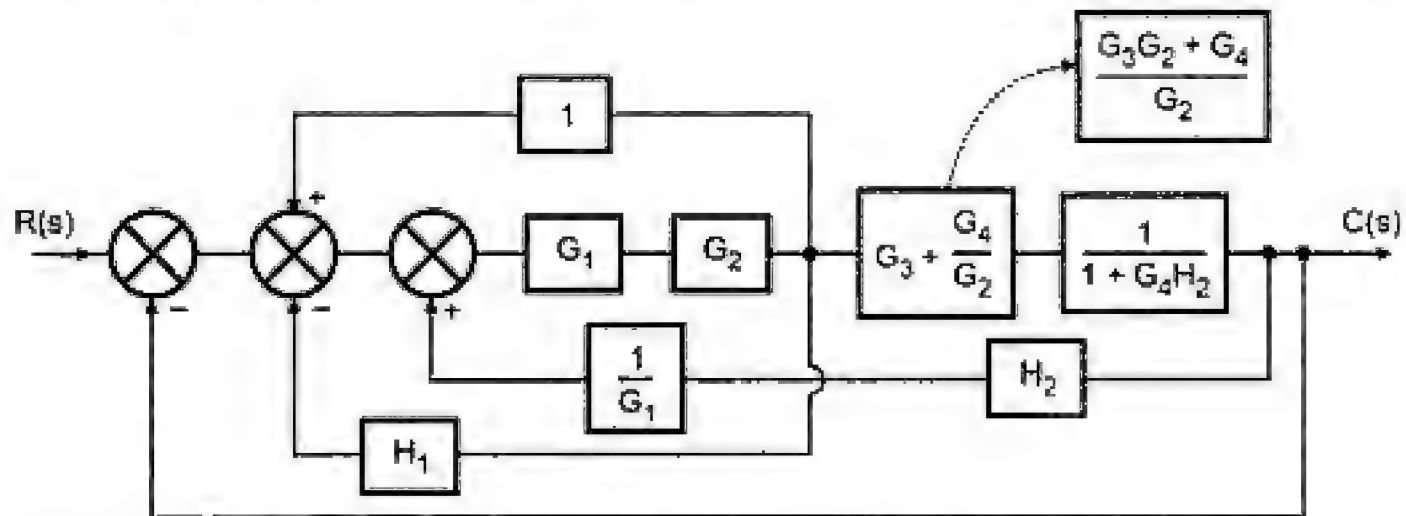 G₃G₂ + G₄
G₂
1
+
R(s)
G₁
G₂
G₃ + G₄
G₂
1
1 + G₄H₂
C(s)
−
−
+
1
G₁
H₂
H₁